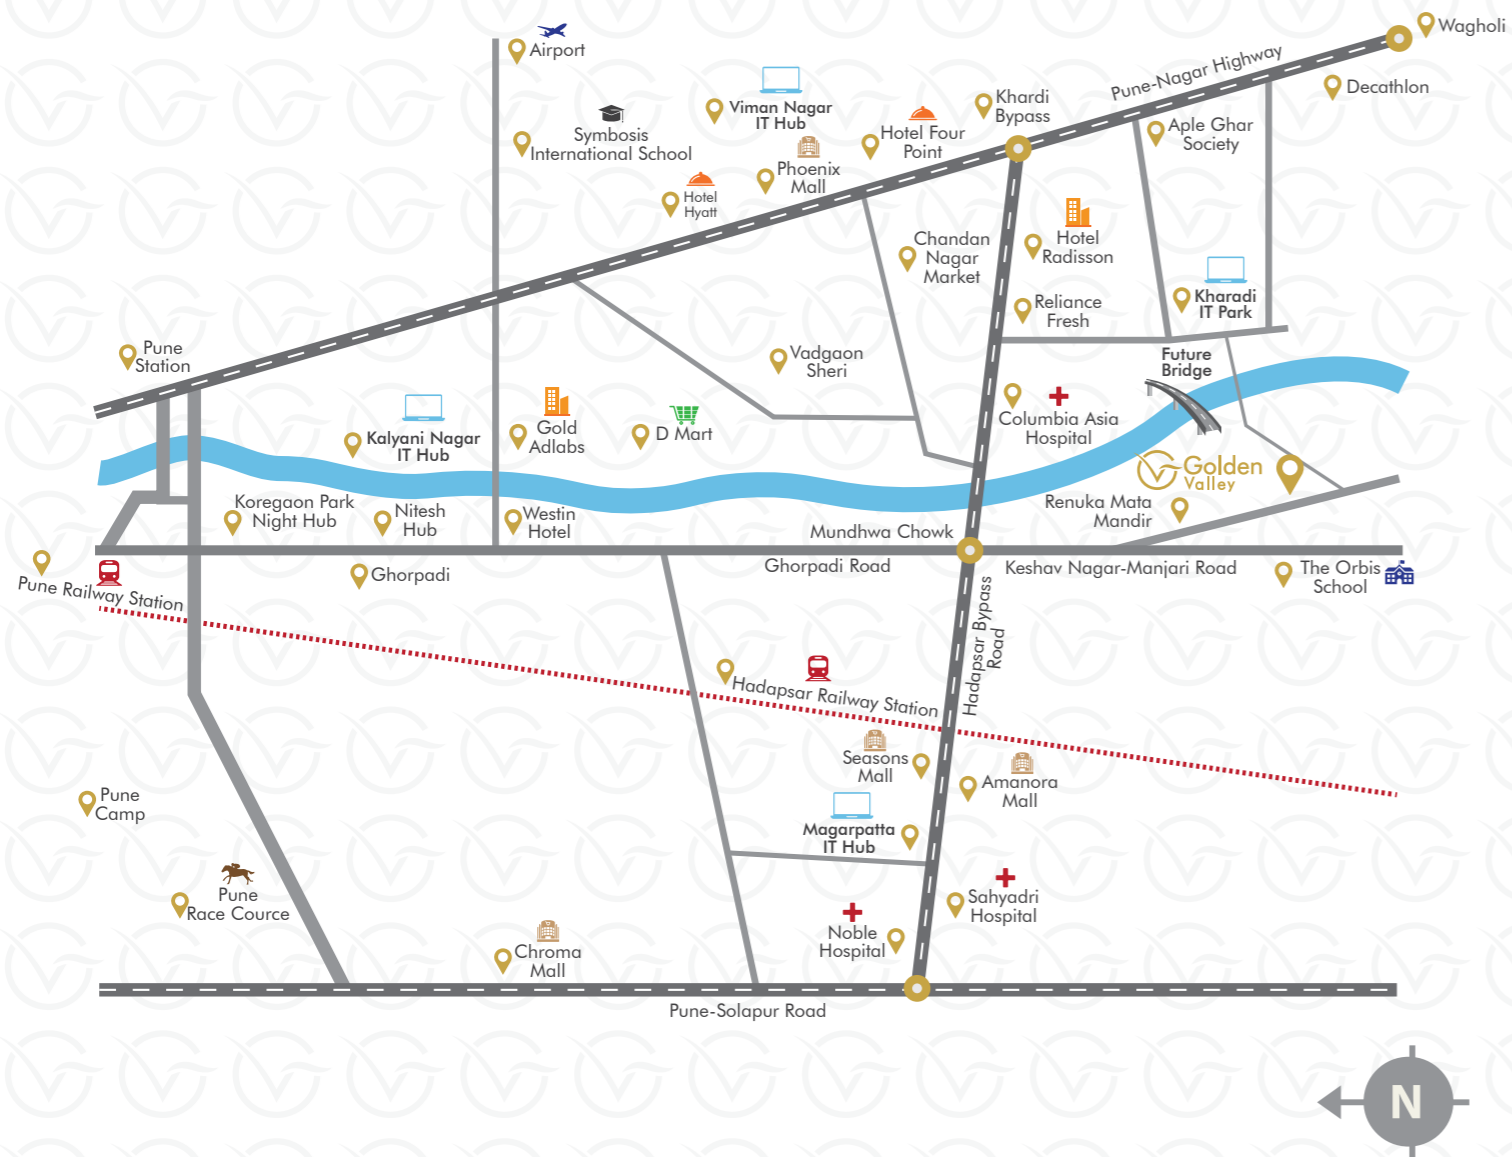 Wagholi
Airport
Pune-Nagar Highway
Decathlon
Khardi
Bypass
Viman Nagar
IT Hub
Hotel Four
Point
Aple Ghar
Society
Symbosis
International School
Phoenix
Mall
Hotel
Hyatt
Chandan
Nagar
Market
Hotel
Radisson
Kharadi
IT Park
Reliance
Fresh
Pune
Station
Vadgaon
Sheri
Future
Bridge
Columbia Asia
Hospital
Kalyani Nagar
IT Hub
Gold
Adlabs
D Mart
Golden
Valley
Koregaon Park
Night Hub
Nitesh
Hub
Westin
Hotel
Renuka Mata
Mandir
Mundhwa Chowk
Ghorpadi Road
Keshav Nagar-Manjari Road
The Orbis
School
Pune Railway Station
Ghorpadi
Hadapsar Bypass
Road
Hadapsar Railway Station
Seasons
Mall
Amanora
Mall
Pune
Camp
Magarpatta
IT Hub
Pune
Race Cource
Sahyadri
Hospital
Noble
Hospital
Chroma
Mall
Pune-Solapur Road
N